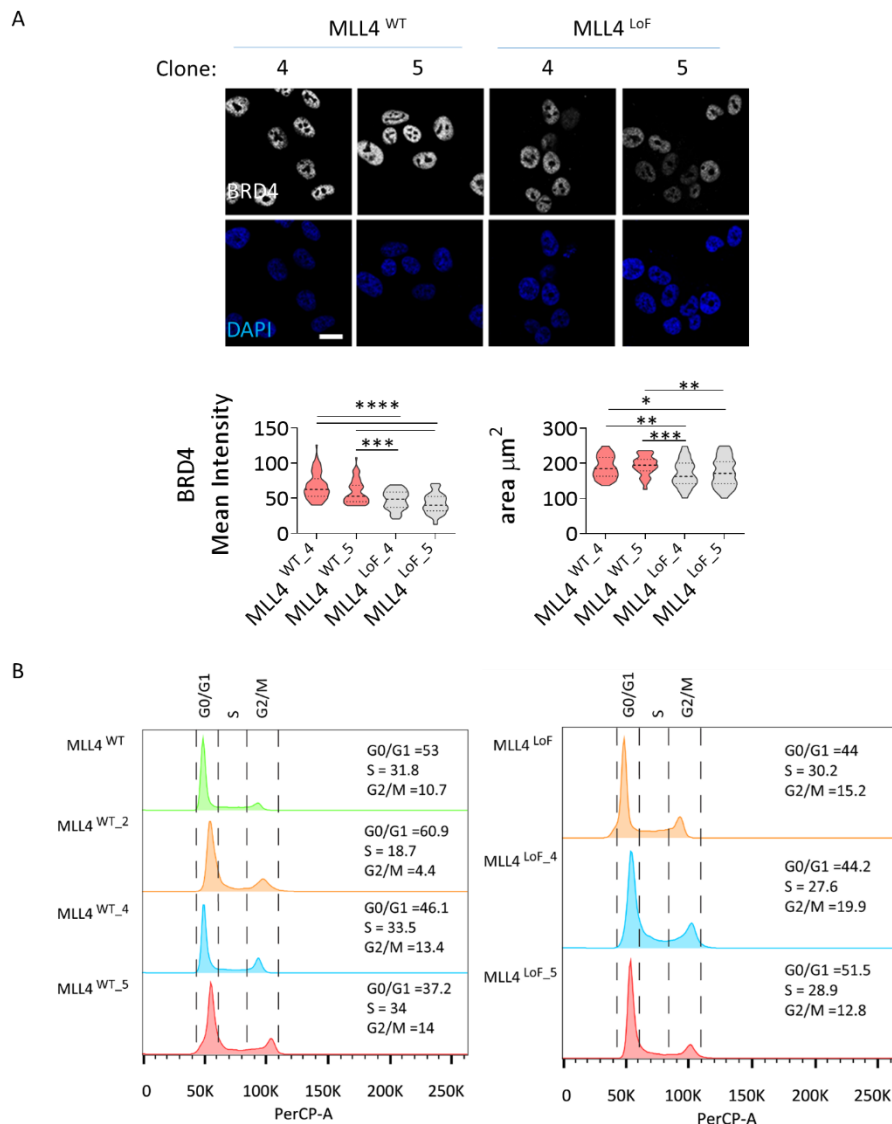 A
MLL4 WT MLL4 LoF
Clone: 4 5 4 5
BRD4
DAPI
BRD4
Mean Intensity
150
100
50
0
****
***
MLL4 WT_4
MLL4 WT_5
MLL4 LoF_4
MLL4 LoF_5
area µm2
300
200
100
0
**
*
**
***
MLL4 WT_4
MLL4 WT_5
MLL4 LoF_4
MLL4 LoF_5
B
G0/G1 S G2/M
MLL4 WT
G0/G1 =53
S = 31.8
G2/M =10.7
MLL4 WT_2
G0/G1 =60.9
S = 18.7
G2/M =4.4
MLL4 WT_4
G0/G1 =46.1
S = 33.5
G2/M =13.4
MLL4 WT_5
G0/G1 =37.2
S = 34
G2/M =14
0 50K 100K 150K 200K 250K
PerCP-A
G0/G1 S G2/M
MLL4 LoF
G0/G1 =44
S = 30.2
G2/M =15.2
MLL4 LoF_4
G0/G1 =44.2
S = 27.6
G2/M =19.9
MLL4 LoF_5
G0/G1 =51.5
S = 28.9
G2/M =12.8
0 50K 100K 150K 200K 250K
PerCP-A